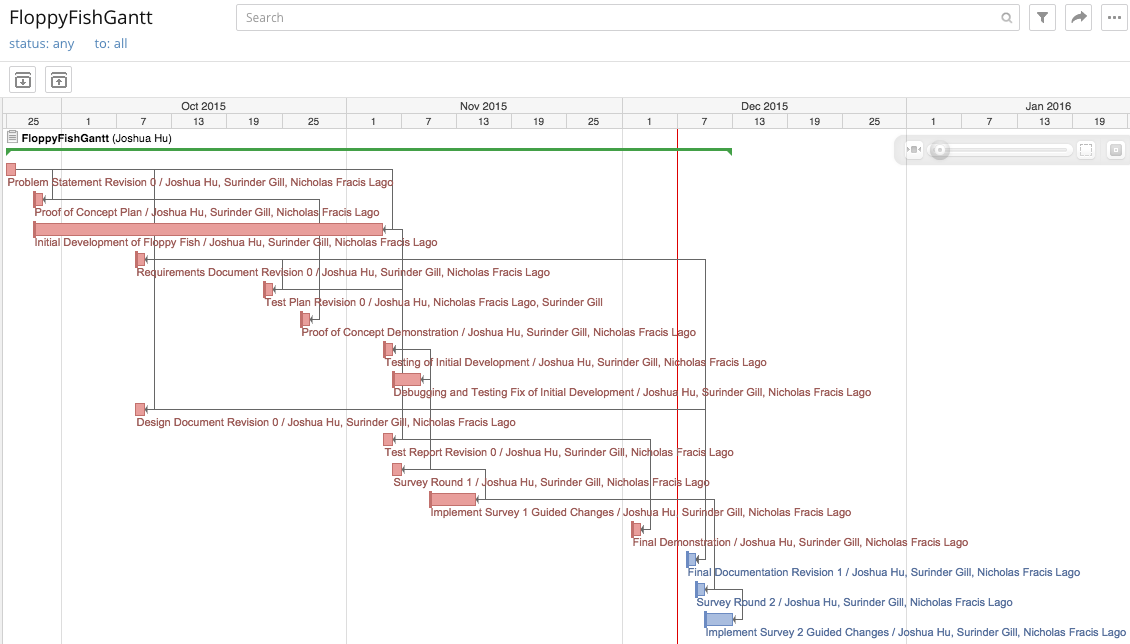 FloppyFishGantt
Search
status: any to: all
Oct 2015 Nov 2015 Dec 2015 Jan 2016
25 1 7 13 19 25 1 7 13 19 25 1 7 13 19 25 1 7 13 19
FloppyFishGantt (Joshua Hu)
Problem Statement Revision 0 / Joshua Hu, Surinder Gill, Nicholas Fracis Lago
Proof of Concept Plan / Joshua Hu, Surinder Gill, Nicholas Fracis Lago
Initial Development of Floppy Fish / Joshua Hu, Surinder Gill, Nicholas Fracis Lago
Requirements Document Revision 0 / Joshua Hu, Surinder Gill, Nicholas Fracis Lago
Test Plan Revision 0 / Joshua Hu, Nicholas Fracis Lago, Surinder Gill
Proof of Concept Demonstration / Joshua Hu, Surinder Gill, Nicholas Fracis Lago
Testing of Initial Development / Joshua Hu, Surinder Gill, Nicholas Fracis Lago
Debugging and Testing Fix of Initial Development / Joshua Hu, Surinder Gill, Nicholas Fracis Lago
Design Document Revision 0 / Joshua Hu, Surinder Gill, Nicholas Fracis Lago
Test Report Revision 0 / Joshua Hu, Surinder Gill, Nicholas Fracis Lago
Survey Round 1 / Joshua Hu, Surinder Gill, Nicholas Fracis Lago
Implement Survey 1 Guided Changes / Joshua Hu, Surinder Gill, Nicholas Fracis Lago
Final Demonstration / Joshua Hu, Surinder Gill, Nicholas Fracis Lago
Final Documentation Revision 1 / Joshua Hu, Surinder Gill, Nicholas Fracis Lago
Survey Round 2 / Joshua Hu, Surinder Gill, Nicholas Fracis Lago
Implement Survey 2 Guided Changes / Joshua Hu, Surinder Gill, Nicholas Fracis Lago